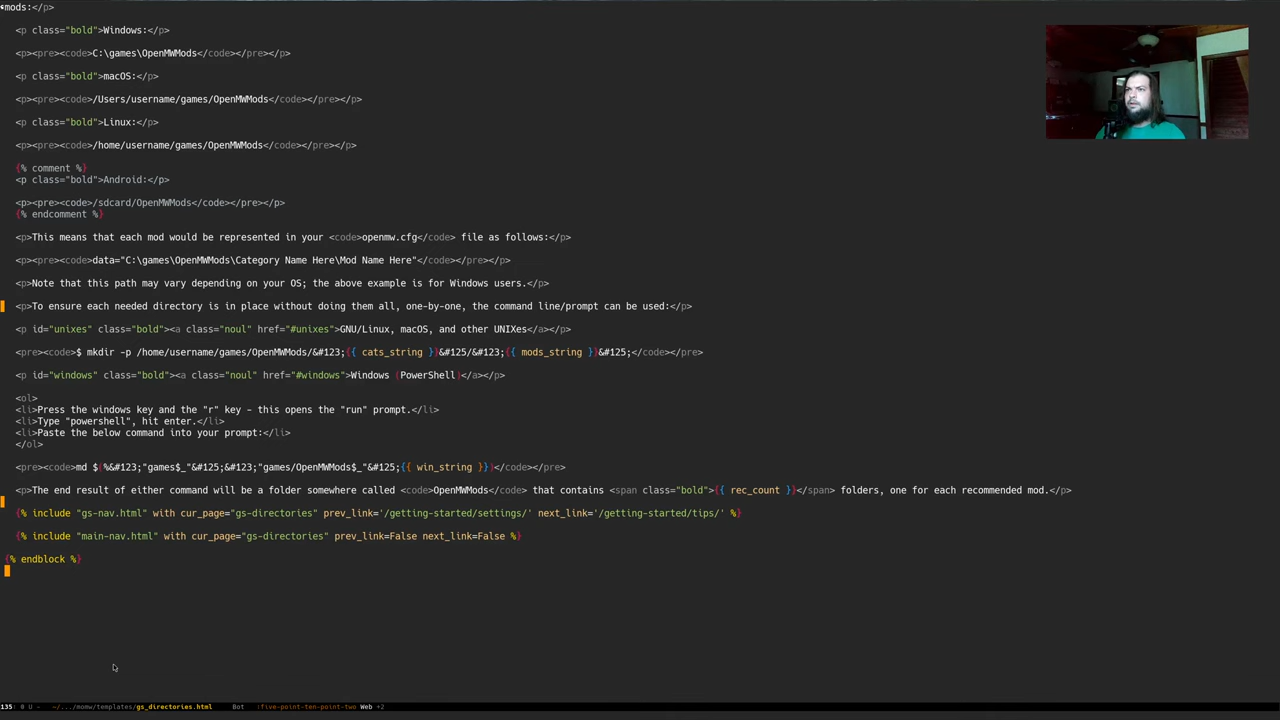 mods:</p>
<p class="bold">Windows:</p>
<p><pre><code>C:\games\OpenMWMods</code></pre></p>
<p class="bold">macOS:</p>
<p><pre><code>/Users/username/games/OpenMWMods</code></pre></p>
<p class="bold">Linux:</p>
<p><pre><code>/home/username/games/OpenMWMods</code></pre></p>
{% comment %}
<p class="bold">Android:</p>
<p><pre><code>/sdcard/OpenMWMods</code></pre></p>
{% endcomment %}
<p>This means that each mod would be represented in your <code>openmw.cfg</code> file as follows:</p>
<p><pre><code>data="C:\games\OpenMWMods\Category Name Here\Mod Name Here"</code></pre></p>
<p>Note that this path may vary depending on your OS; the above example is for Windows users.</p>
<p>To ensure each needed directory is in place without doing them all, one-by-one, the command line/prompt can be used:</p>
<p id="unixes" class="bold"><a class="noul" href="#unixes">GNU/Linux, macOS, and other UNIXes</a></p>
<pre><code>$ mkdir -p /home/username/games/OpenMWMods/&#123;{{ cats_string }}&#125/&#123;{{ mods_string }}&#125;</code></pre>
<p id="windows" class="bold"><a class="noul" href="#windows">Windows (PowerShell)</a></p>
<ol>
<li>Press the windows key and the "r" key - this opens the "run" prompt.</li>
<li>Type "powershell", hit enter.</li>
<li>Paste the below command into your prompt:</li>
</ol>
<pre><code>md $(%&#123;"games$_"&#125;&#123;"games/OpenMWMods$_"&#125;{{ win_string }})</code></pre>
<p>The end result of either command will be a folder somewhere called <code>OpenMWMods</code> that contains <span class="bold">{{ rec_count }}</span> folders, one for each recommended mod.</p>
{% include "gs-nav.html" with cur_page="gs-directories" prev_link='/getting-started/settings/' next_link='/getting-started/tips/' %}
{% include "main-nav.html" with cur_page="gs-directories" prev_link=False next_link=False %}
{% endblock %}
135: 0 U - ~/.../momw/templates/gs_directories.html Bot !five-point-ten-point-two Web +2